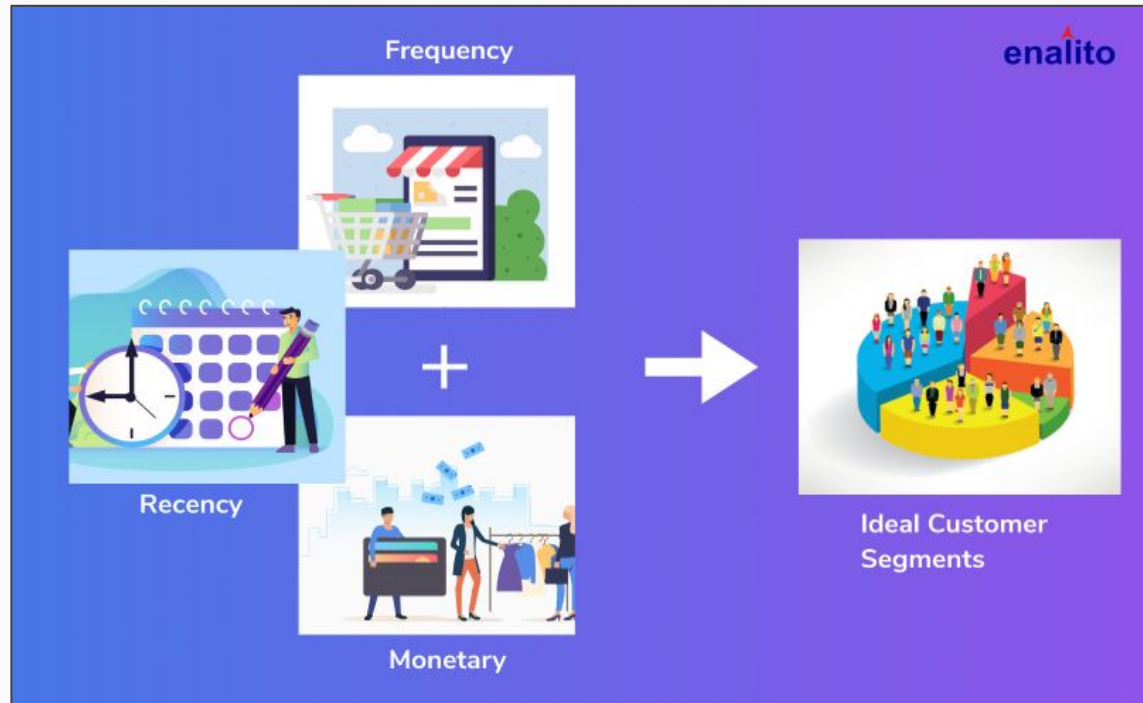 Frequency
enalito
Recency
Ideal Customer
Segments
Monetary